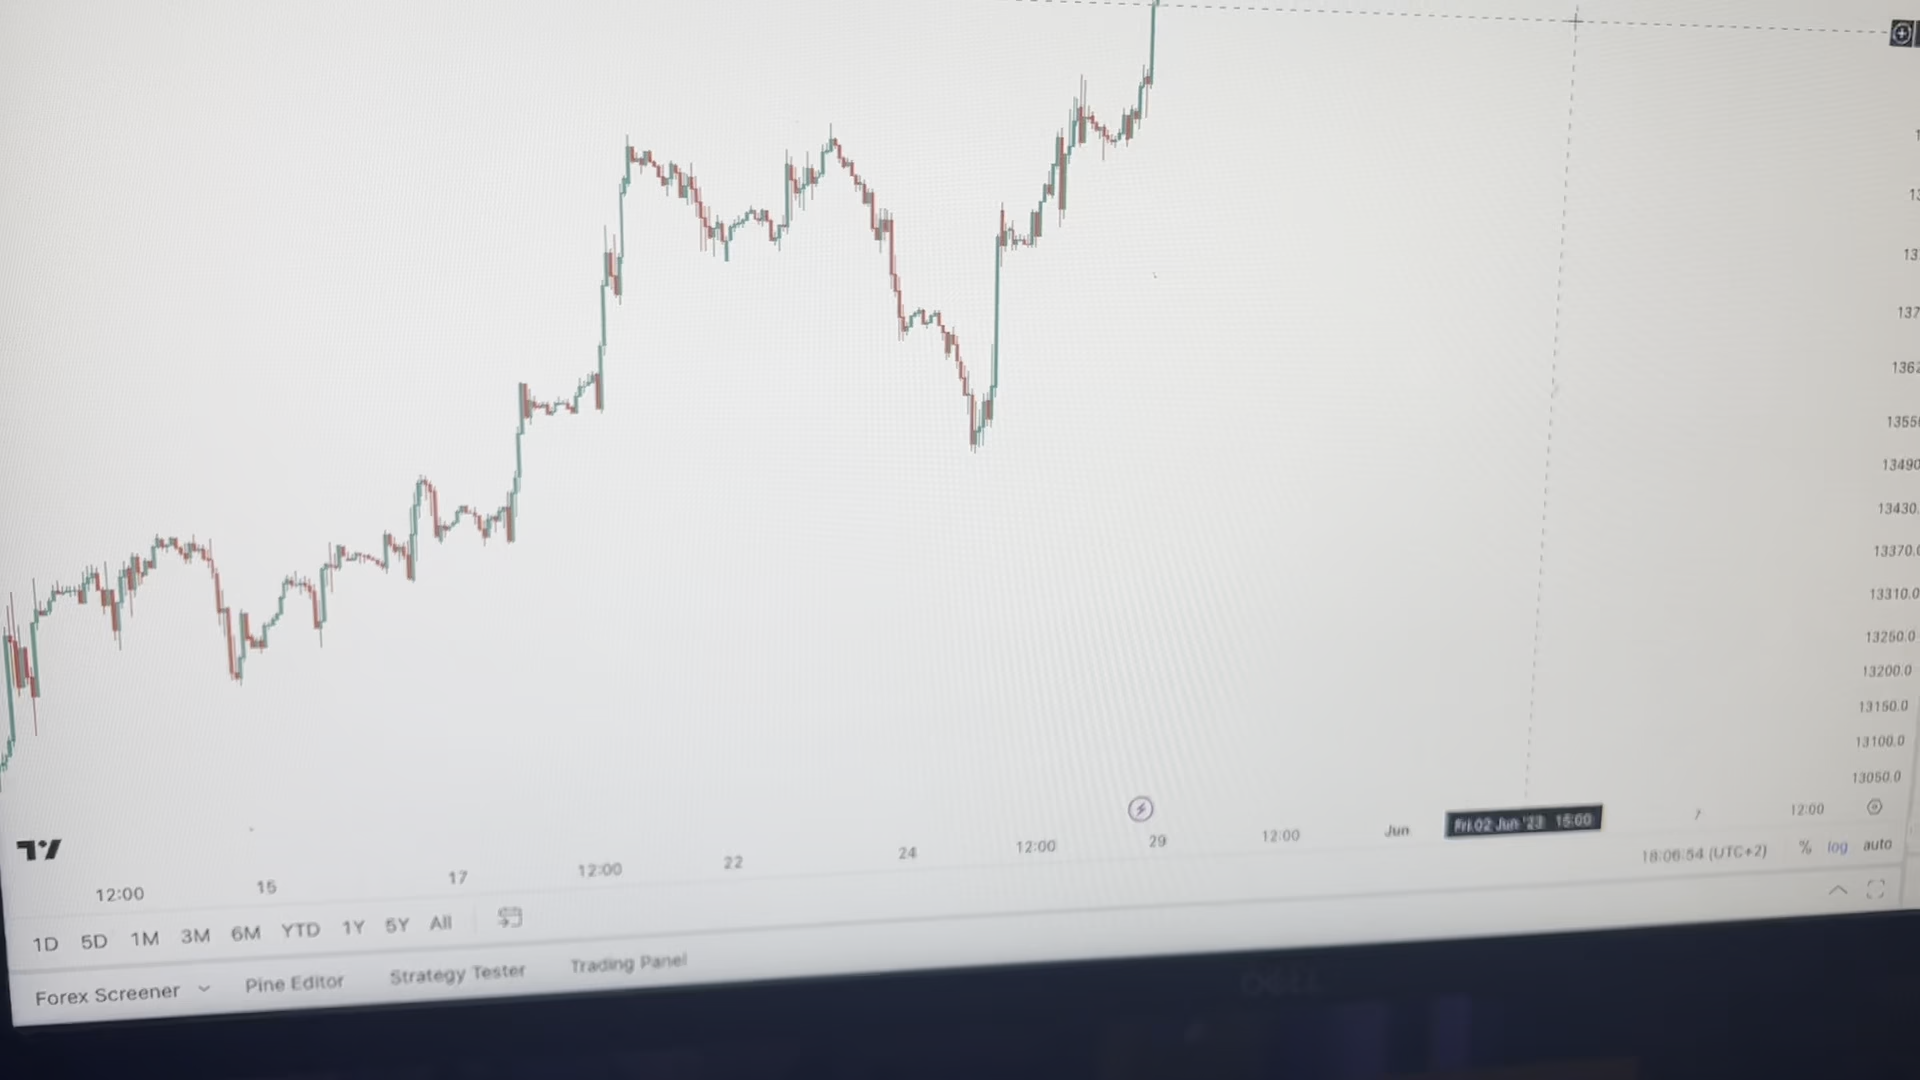 13490
13430.
13370.0
13310.0
13250.0
13200.0
13150.0
13100.0
13050.0
12:00 15 17 12:00 22 24 12:00 29 12:00 Jun Fri 02 Jun '23 15:00 12:00
18:06:54 (UTC+2) % log auto
1D 5D 1M 3M 6M YTD 1Y 5Y All
Forex Screener Pine Editor Strategy Tester Trading Panel